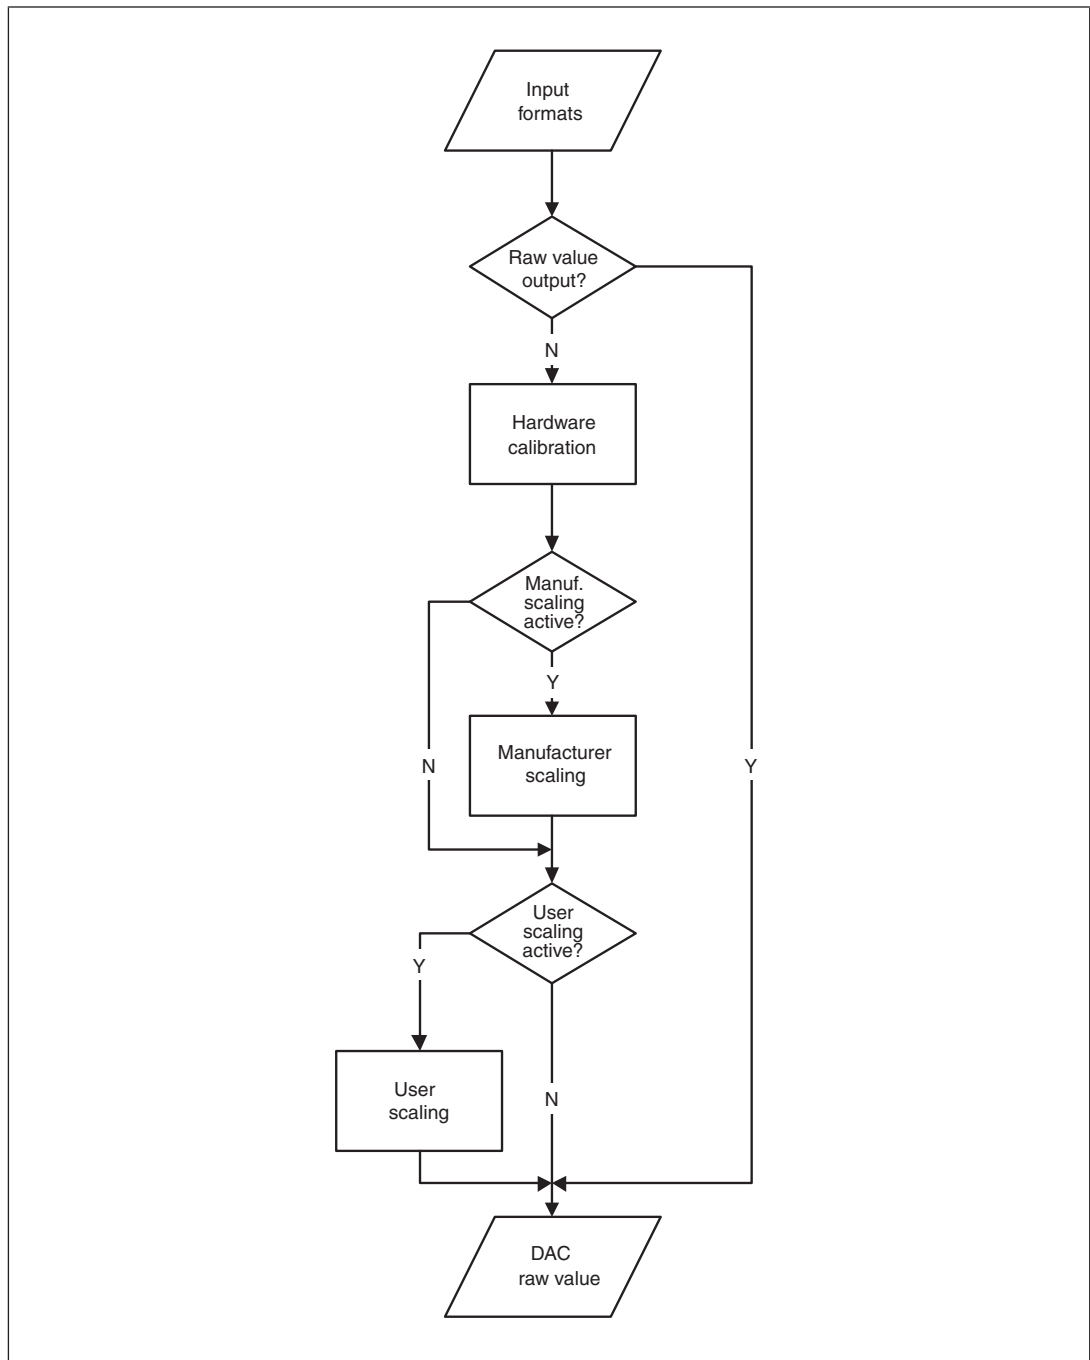 Input
formats
Raw value
output?
N
Hardware
calibration
Manuf.
scaling
active?
Y
Manufacturer
scaling
N
Y
User
scaling
active?
Y
User
scaling
N
DAC
raw value